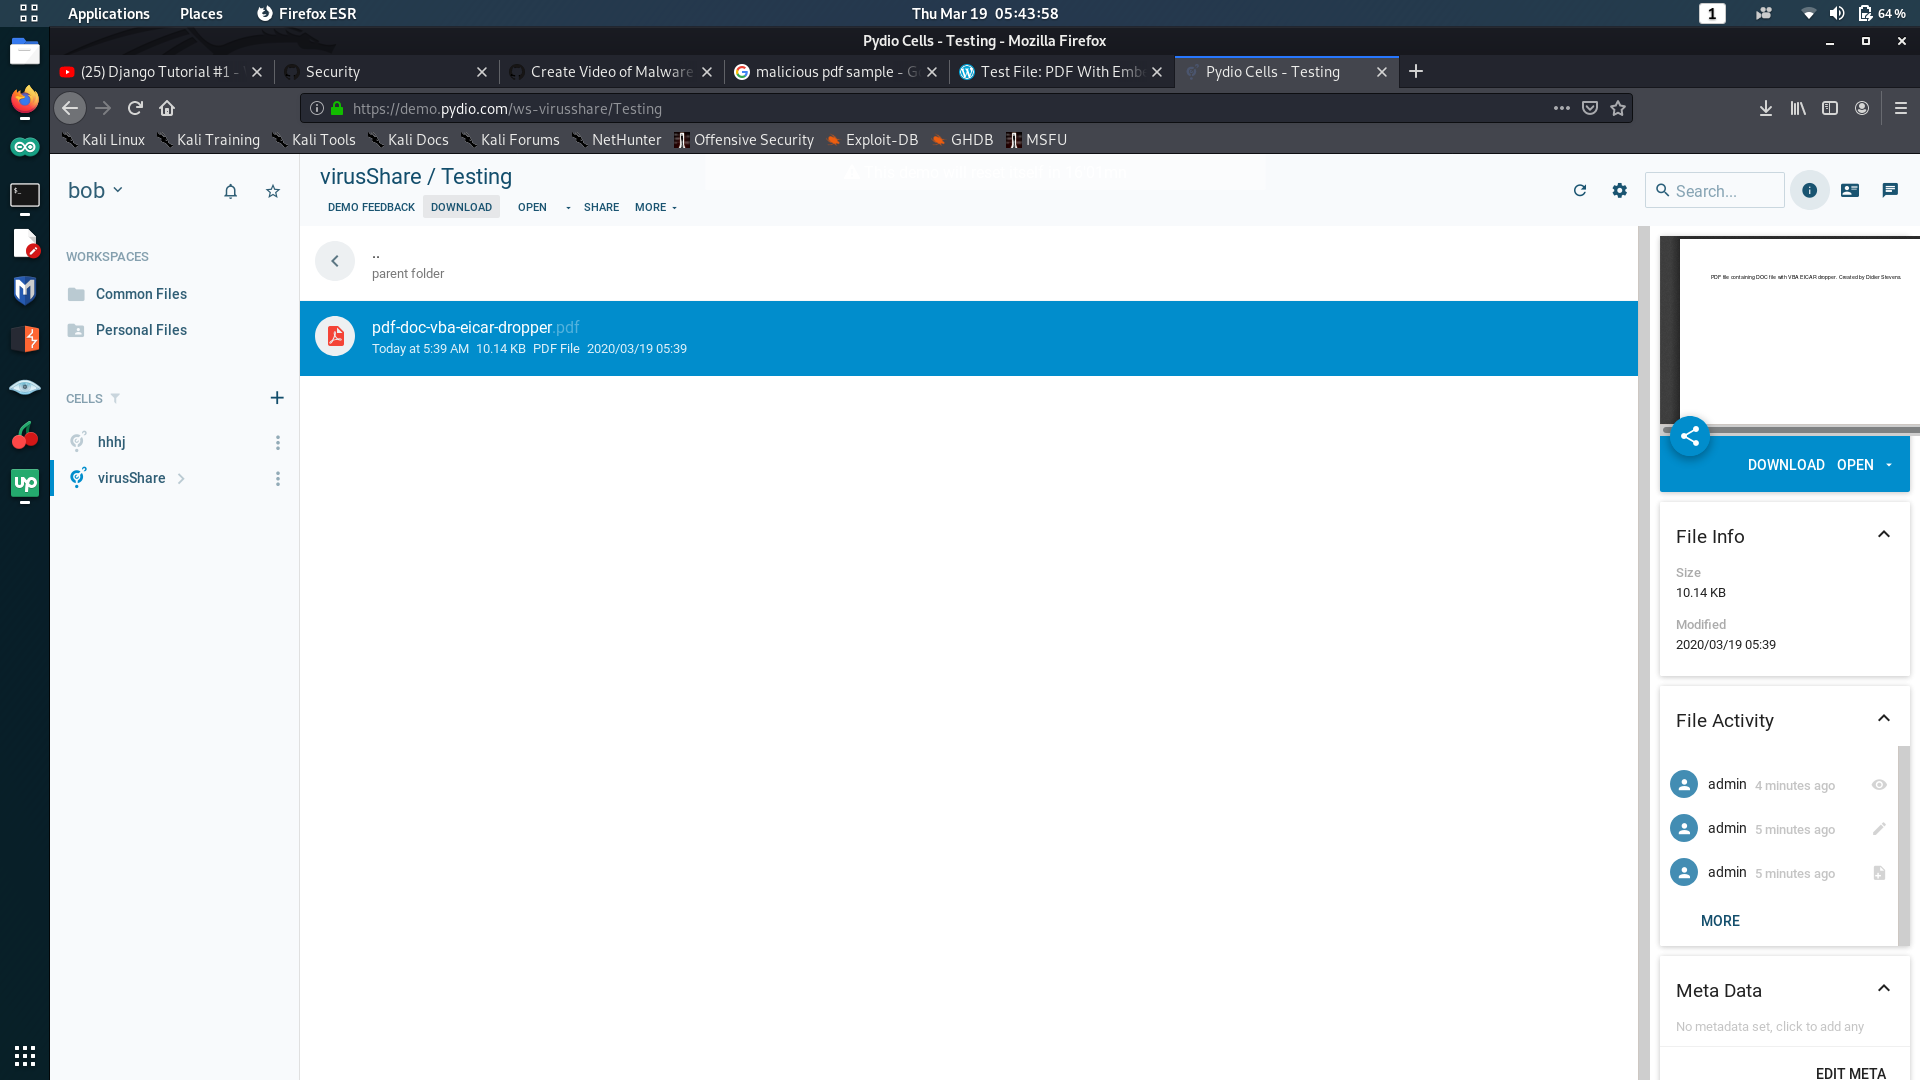 Applications Places Firefox ESR Thu Mar 19 05:43:58 1 64 %
Pydio Cells - Testing - Mozilla Firefox
(25) Django Tutorial #1 - Security Create Video of Malware malicious pdf sample - G Test File: PDF With Emb Pydio Cells - Testing
https://demo.pydio.com/ws-virusshare/Testing
Kali Linux Kali Training Kali Tools Kali Docs Kali Forums NetHunter Offensive Security Exploit-DB GHDB MSFU
bob
virusShare / Testing
Search...
DEMO FEEDBACK DOWNLOAD OPEN SHARE MORE
WORKSPACES
Common Files
Personal Files
CELLS
hhhj
virusShare
up
..
parent folder
pdf-doc-vba-eicar-dropper.pdf
Today at 5:39 AM 10.14 KB PDF File 2020/03/19 05:39
PDF file containing DOC file with VBA EICAR dropper. Created by Didier Stevens.
DOWNLOAD OPEN
File Info
Size
10.14 KB
Modified
2020/03/19 05:39
File Activity
admin 4 minutes ago
admin 5 minutes ago
admin 5 minutes ago
MORE
Meta Data
No metadata set, click to add any
EDIT META